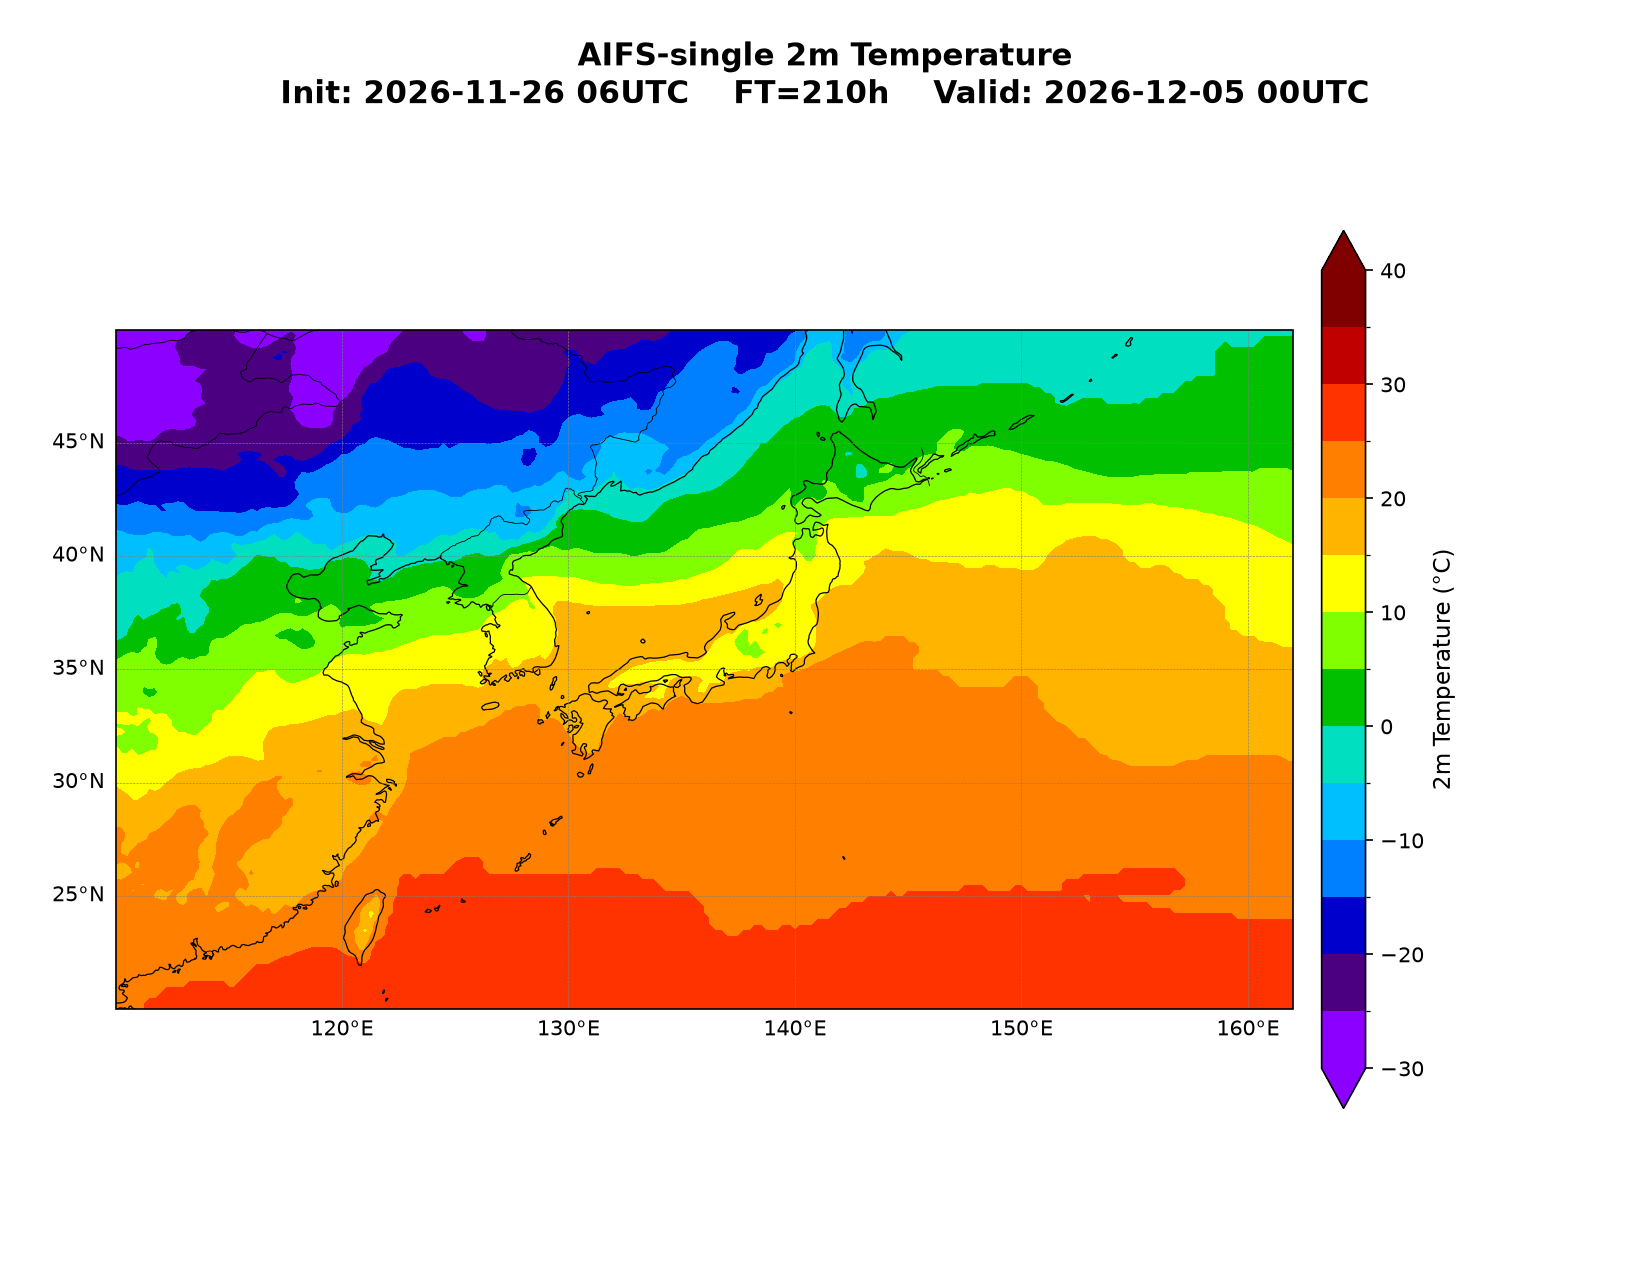 AIFS-single 2m Temperature
Init: 2026-11-26 06UTC    FT=210h    Valid: 2026-12-05 00UTC
45°N
40°N
35°N
30°N
25°N
120°E
130°E
140°E
150°E
160°E
40
30
20
10
0
−10
−20
−30
2m Temperature (°C)